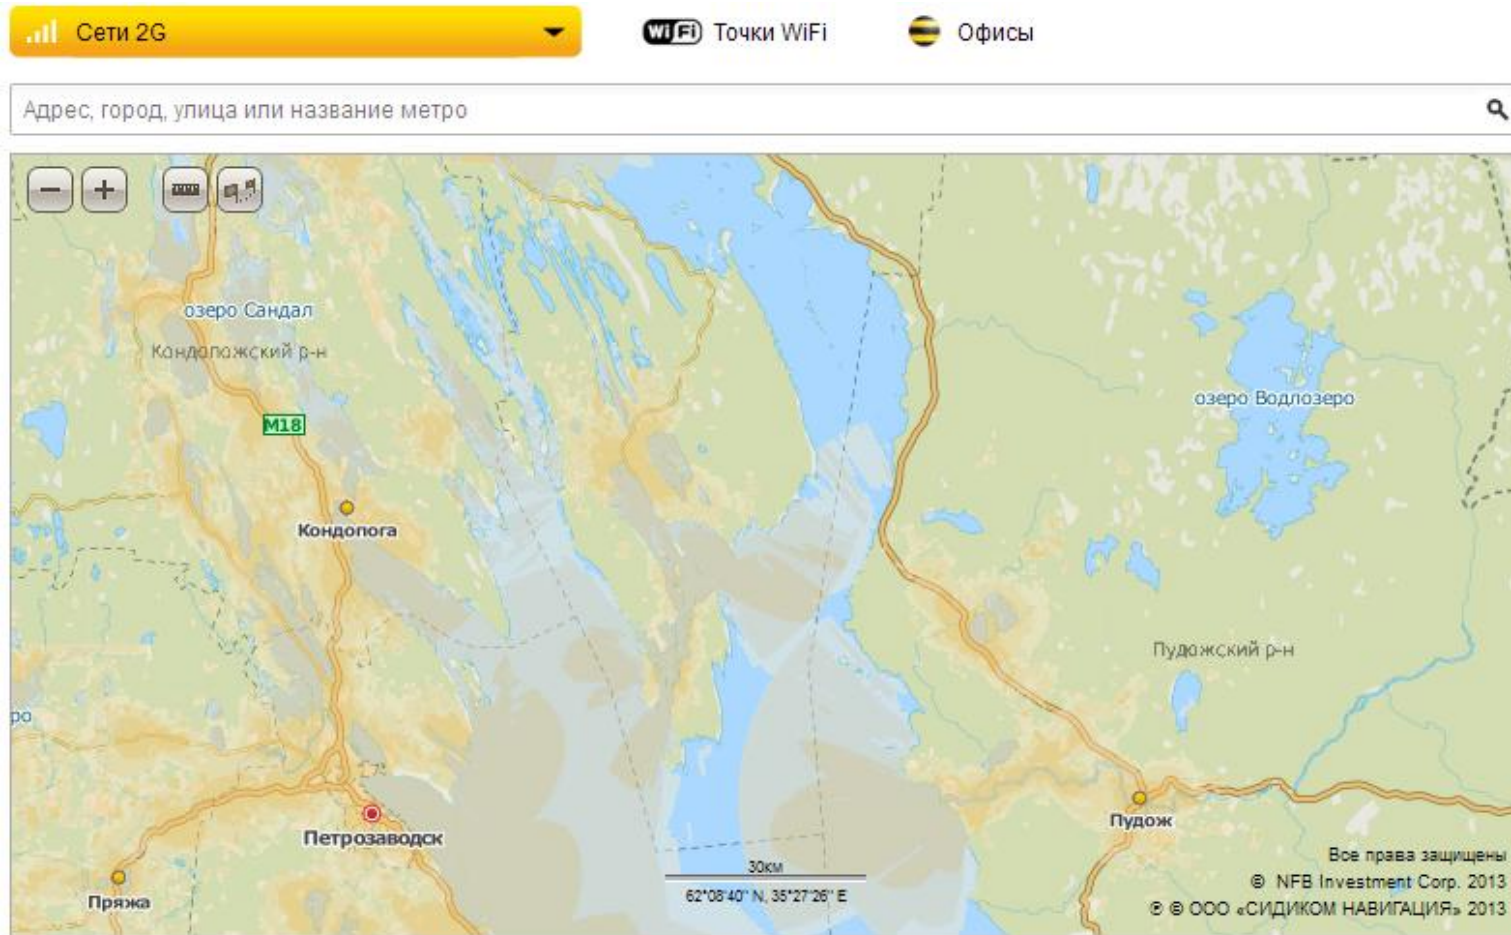 Сети 2G
WiFi Точки WiFi
Офисы
Адрес, город, улица или название метро
озеро Сандал
Кондопожский р-н
M18
озеро Водлозеро
Кондопога
Пудожский р-н
ро
Пудож
Петрозаводск
Пряжа
30км
62°08'40'' N, 35°27'26'' E
Все права защищены
© NFB Investment Corp. 2013
℗ © ООО «СИДИКОМ НАВИГАЦИЯ» 2013